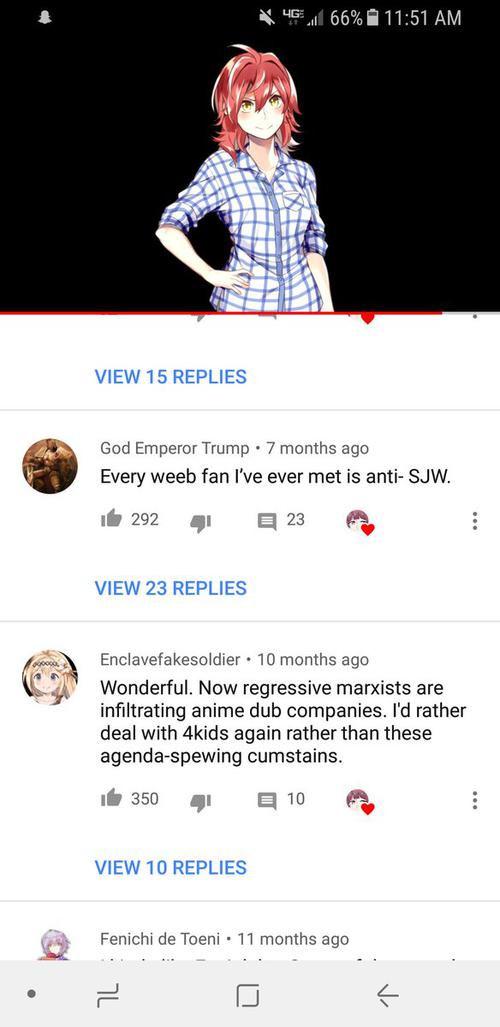 4GE 66% 11:51 AM
VIEW 15 REPLIES
God Emperor Trump • 7 months ago
Every weeb fan I've ever met is anti- SJW.
292 23
VIEW 23 REPLIES
Enclavefakesoldier • 10 months ago
Wonderful. Now regressive marxists are
infiltrating anime dub companies. I'd rather
deal with 4kids again rather than these
agenda-spewing cumstains.
350 10
VIEW 10 REPLIES
Fenichi de Toeni • 11 months ago